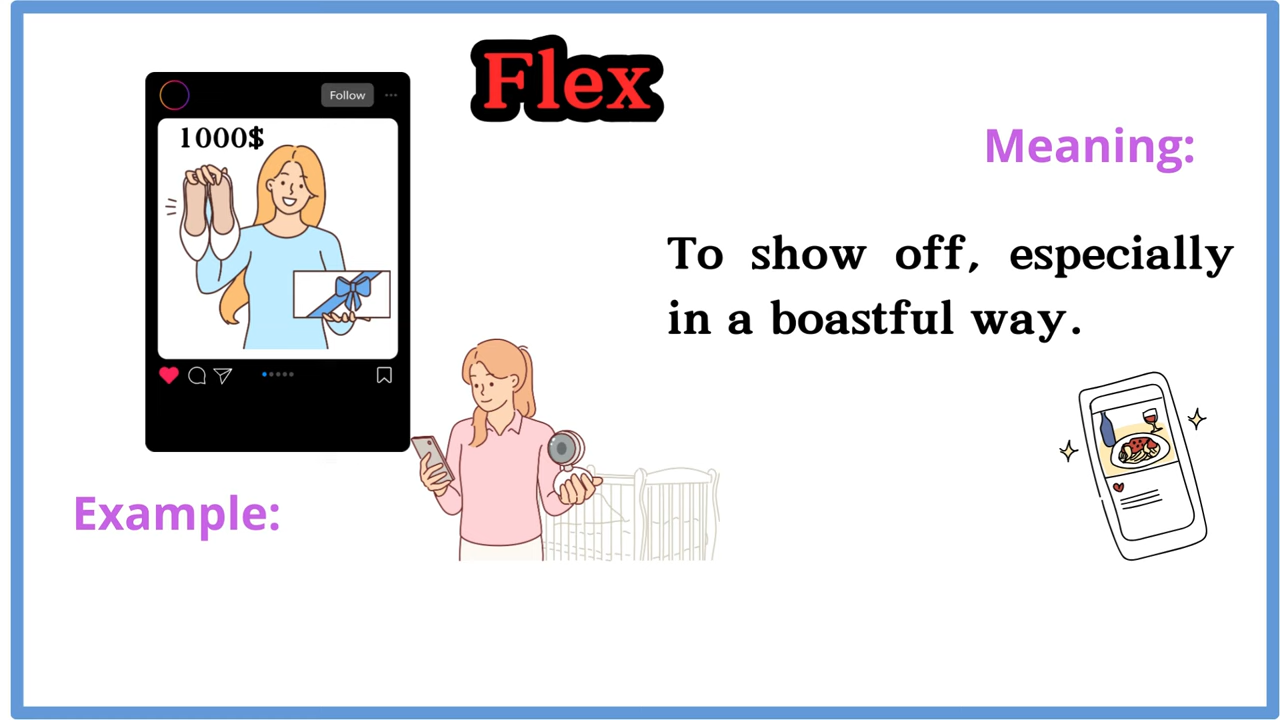 Flex
Follow
1000$
Meaning:
To show off, especially
in a boastful way.
Example: